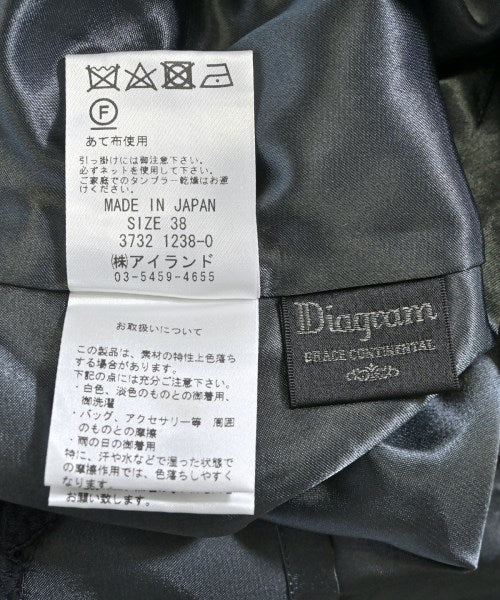 F
あて布使用
引っ掛けには御注意下さい。
必ずネットを使用して下さい。
ご家庭でのタンブラー乾燥はお避
けください。
MADE IN JAPAN
SIZE 38
3732 1238-0
㈱アイランド
03-5459-4655
お取扱いについて
この製品は、素材の特性上色落ち
する場合があります。
下記の点には充分ご注意下さい。
・白色、淡色のものとの御着用、
御洗濯
・バッグ、アクセサリー等 周囲
のものとの摩擦
・雨の日の御着用
特に、汗や水などで湿った状態で
の摩擦作用では、色落ちしやすく
なります。
お願い致します。
Diagram
GRACE CONTINENTAL